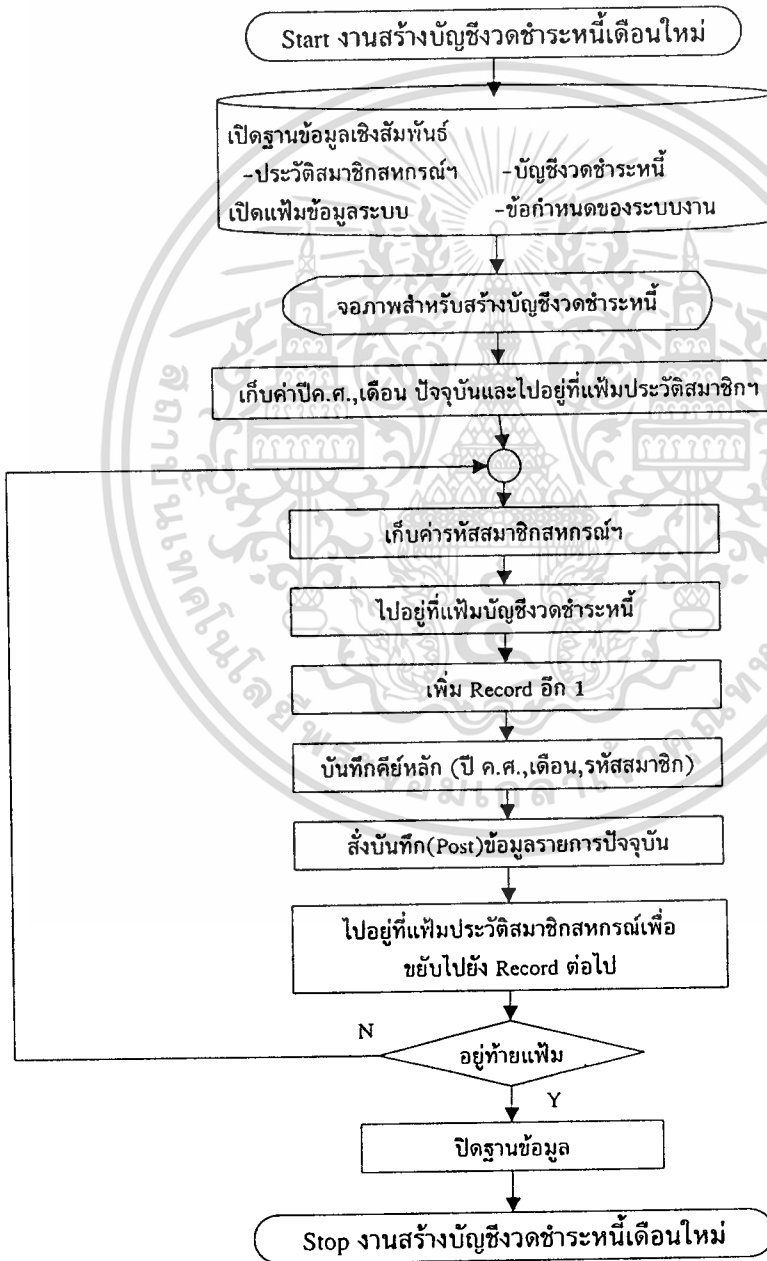 Start งานสร้างบัญชีงวดชำระหนี้เดือนใหม่
เปิดฐานข้อมูลเชิงสัมพันธ์
-ประวัติสมาชิกสหกรณ์ฯ -บัญชีงวดชำระหนี้
เปิดแฟ้มข้อมูลระบบ -ข้อกำหนดของระบบงาน
จอภาพสำหรับสร้างบัญชีงวดชำระหนี้
เก็บค่าปีค.ศ.,เดือน ปัจจุบันและไปอยู่ที่แฟ้มประวัติสมาชิกฯ
เก็บค่ารหัสสมาชิกสหกรณ์ฯ
ไปอยู่ที่แฟ้มบัญชีงวดชำระหนี้
เพิ่ม Record อีก 1
บันทึกคีย์หลัก (ปี ค.ศ.,เดือน,รหัสสมาชิก)
สั่งบันทึก(Post)ข้อมูลรายการปัจจุบัน
ไปอยู่ที่แฟ้มประวัติสมาชิกสหกรณ์เพื่อ
ขยับไปยัง Record ต่อไป
N
อยู่ท้ายแฟ้ม
Y
ปิดฐานข้อมูล
Stop งานสร้างบัญชีงวดชำระหนี้เดือนใหม่